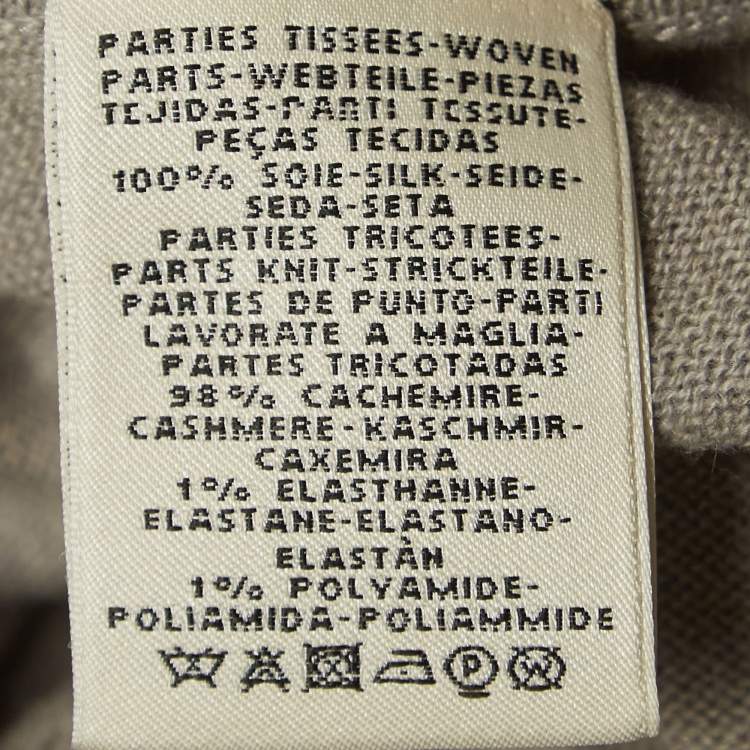 PARTIES TISSEES-WOVEN
PARTS-WEBTEILE-PIEZAS
TEJIDAS-PARTI TESSUTE-
PEÇAS TECIDAS
100% SOIE-SILK-SEIDE-
SEDA-SETA
PARTIES TRICOTEES-
PARTS KNIT-STRICKTEILE-
PARTES DE PUNTO-PARTI
LAVORATE A MAGLIA-
PARTES TRICOTADAS
98% CACHEMIRE-
CASHMERE-KASCHMIR-
CAXEMIRA
1% ELASTHANNE-
ELASTANE-ELASTANO-
ELASTÀN
1% POLYAMIDE-
POLIAMIDA-POLIAMMIDE
P W